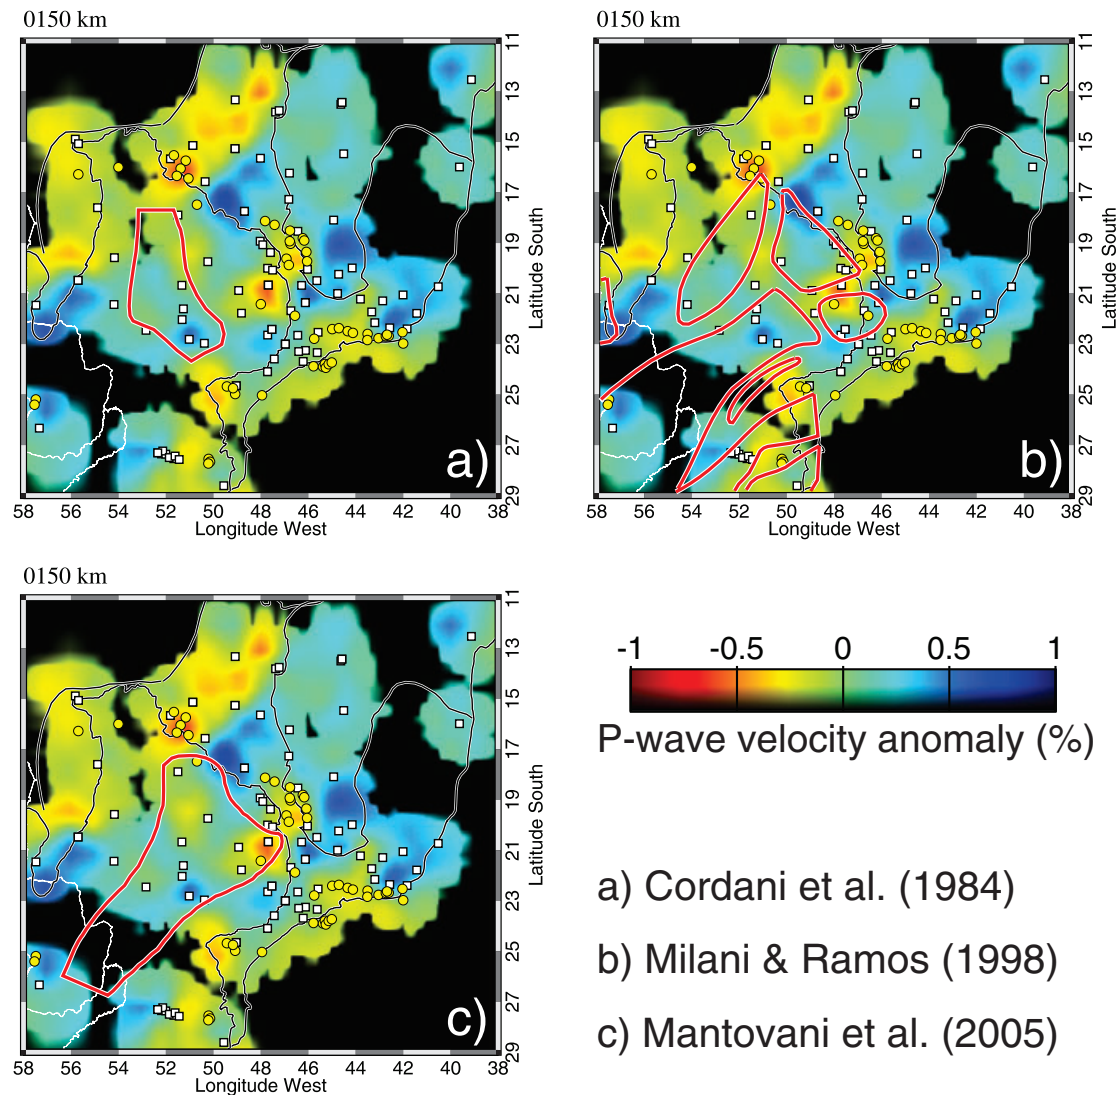 0150 km
0150 km
11
13
15
17
19
21
23
25
27
29
Latitude South
a)
58 56 54 52 50 48 46 44 42 40 38
Longitude West
11
13
15
17
19
21
23
25
27
29
Latitude South
b)
58 56 54 52 50 48 46 44 42 40 38
Longitude West
0150 km
11
13
15
17
19
21
23
25
27
29
Latitude South
c)
58 56 54 52 50 48 46 44 42 40 38
Longitude West
-1 -0.5 0 0.5 1
P-wave velocity anomaly (%)
a) Cordani et al. (1984)
b) Milani & Ramos (1998)
c) Mantovani et al. (2005)